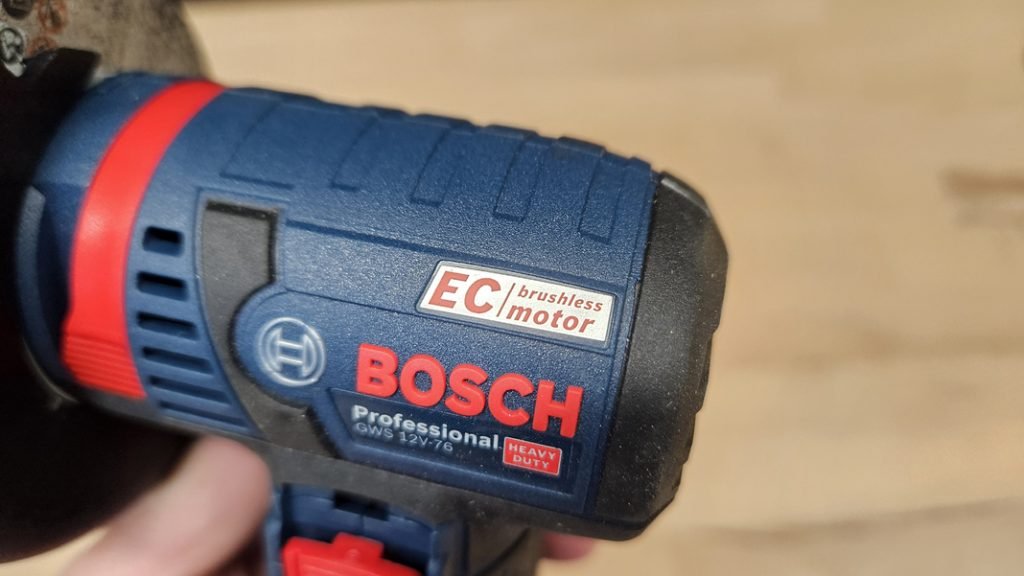 EC brushless
motor
BOSCH
Professional
GWS 12V-76
HEAVY
DUTY